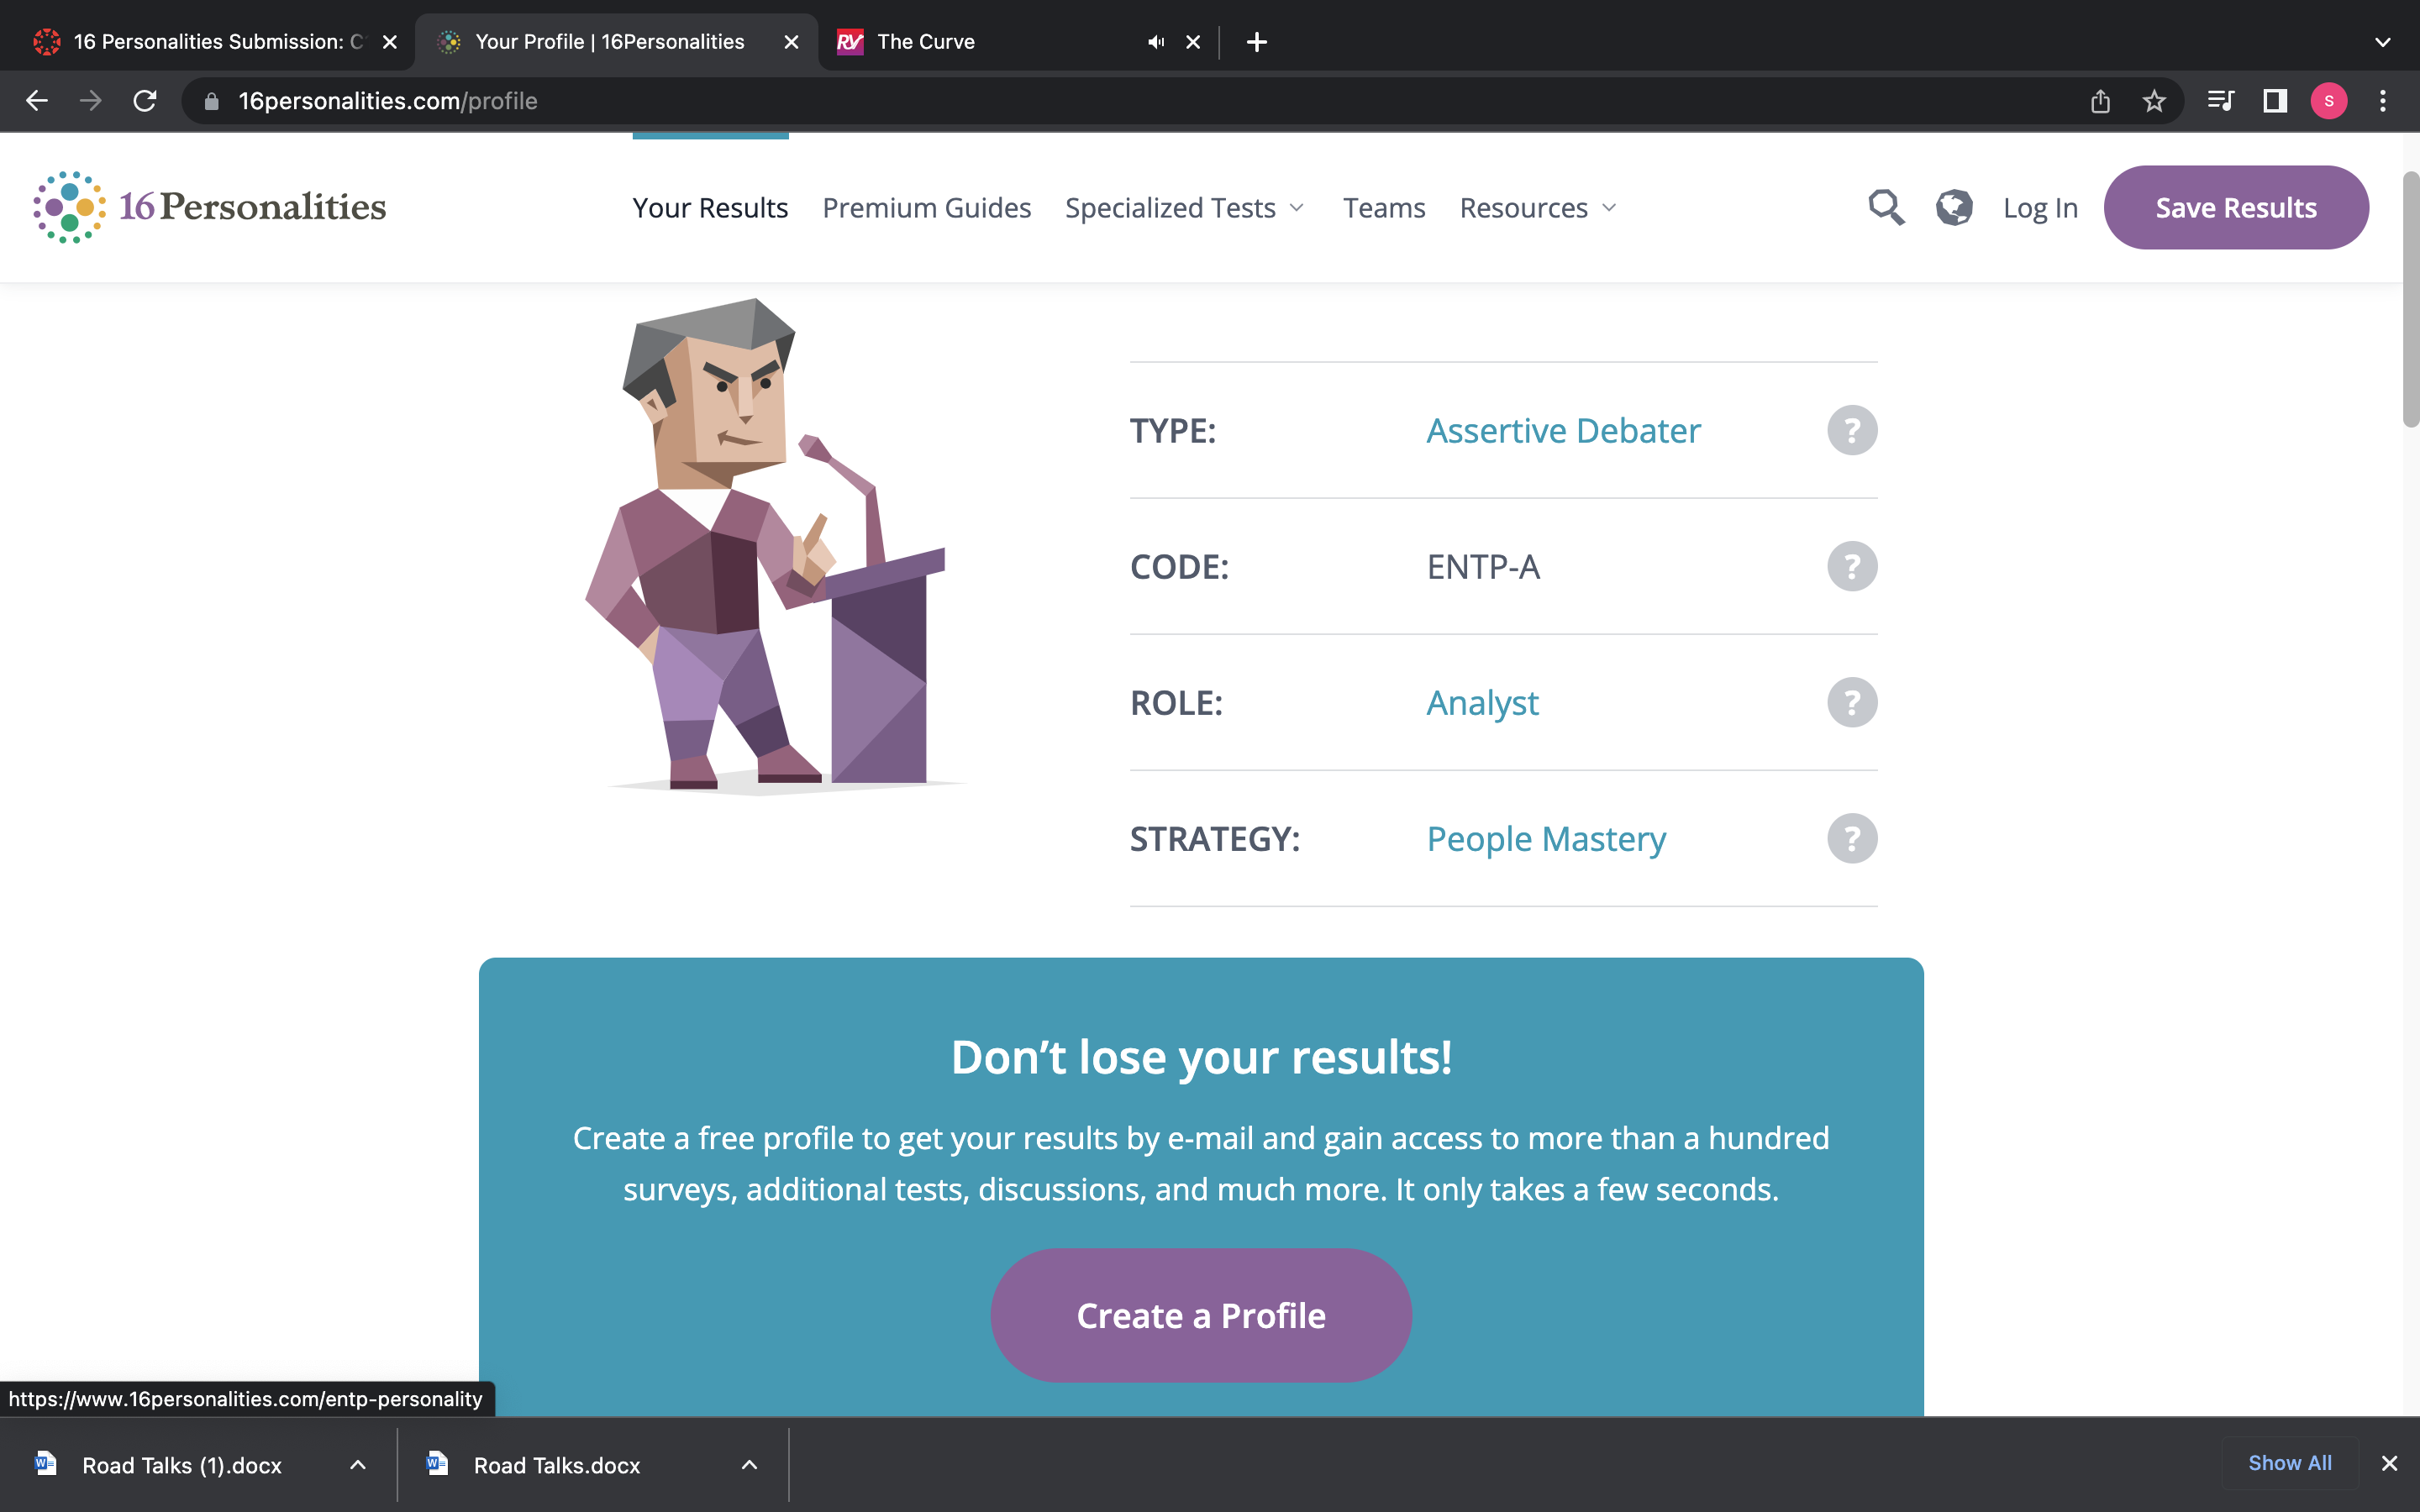 16 Personalities Submission: C
Your Profile | 16Personalities
RV The Curve
16personalities.com/profile
S
16Personalities
Your Results
Premium Guides
Specialized Tests
Teams
Resources
Log In
Save Results
TYPE: Assertive Debater ?
CODE: ENTP-A ?
ROLE: Analyst ?
STRATEGY: People Mastery ?
Don’t lose your results!
Create a free profile to get your results by e-mail and gain access to more than a hundred
surveys, additional tests, discussions, and much more. It only takes a few seconds.
Create a Profile
https://www.16personalities.com/entp-personality
W Road Talks (1).docx
W Road Talks.docx
Show All